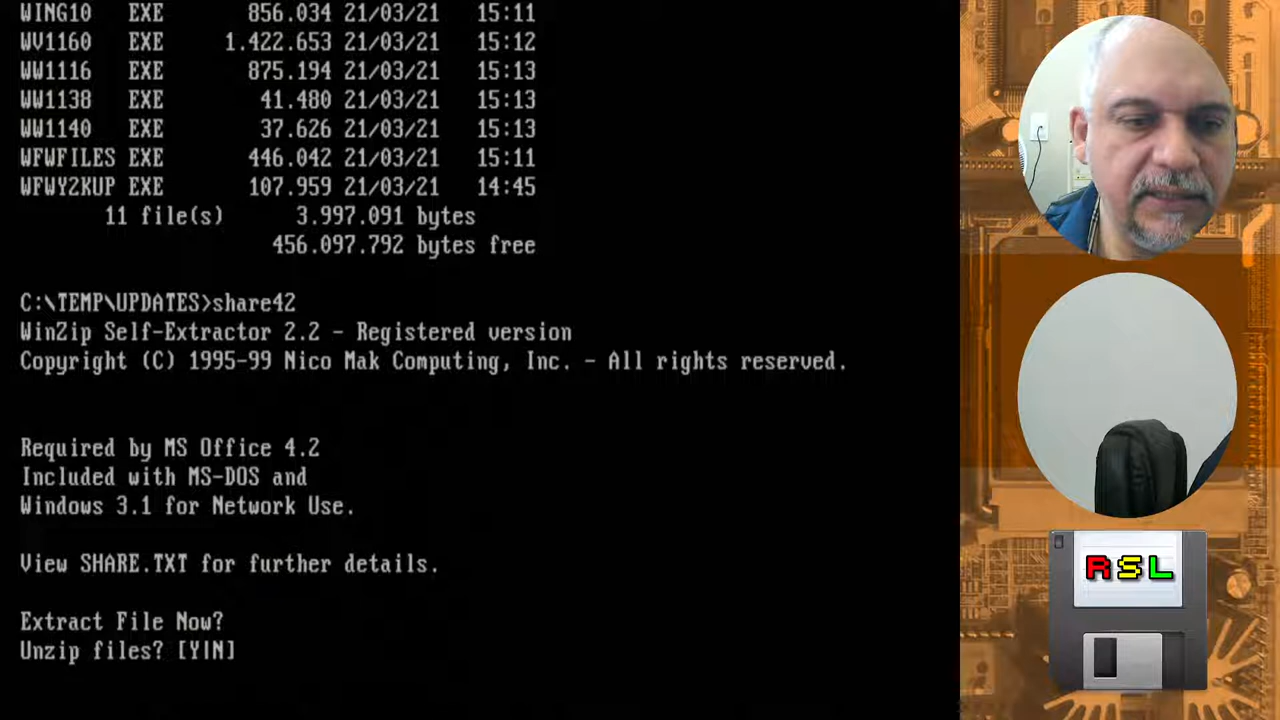 WING10 EXE 856.034 21/03/21 15:11
WV1160 EXE 1.422.653 21/03/21 15:12
WW1116 EXE 875.194 21/03/21 15:13
WW1138 EXE 41.480 21/03/21 15:13
WW1140 EXE 37.626 21/03/21 15:13
WFWFILES EXE 446.042 21/03/21 15:11
WFWY2KUP EXE 107.959 21/03/21 14:45
11 file(s) 3.997.091 bytes
456.097.792 bytes free
C:\TEMP\UPDATES>share42
WinZip Self-Extractor 2.2 - Registered version
Copyright (C) 1995-99 Nico Mak Computing, Inc. - All rights reserved.
Required by MS Office 4.2
Included with MS-DOS and
Windows 3.1 for Network Use.
View SHARE.TXT for further details.
Extract File Now?
Unzip files? [Y|N]
RSL